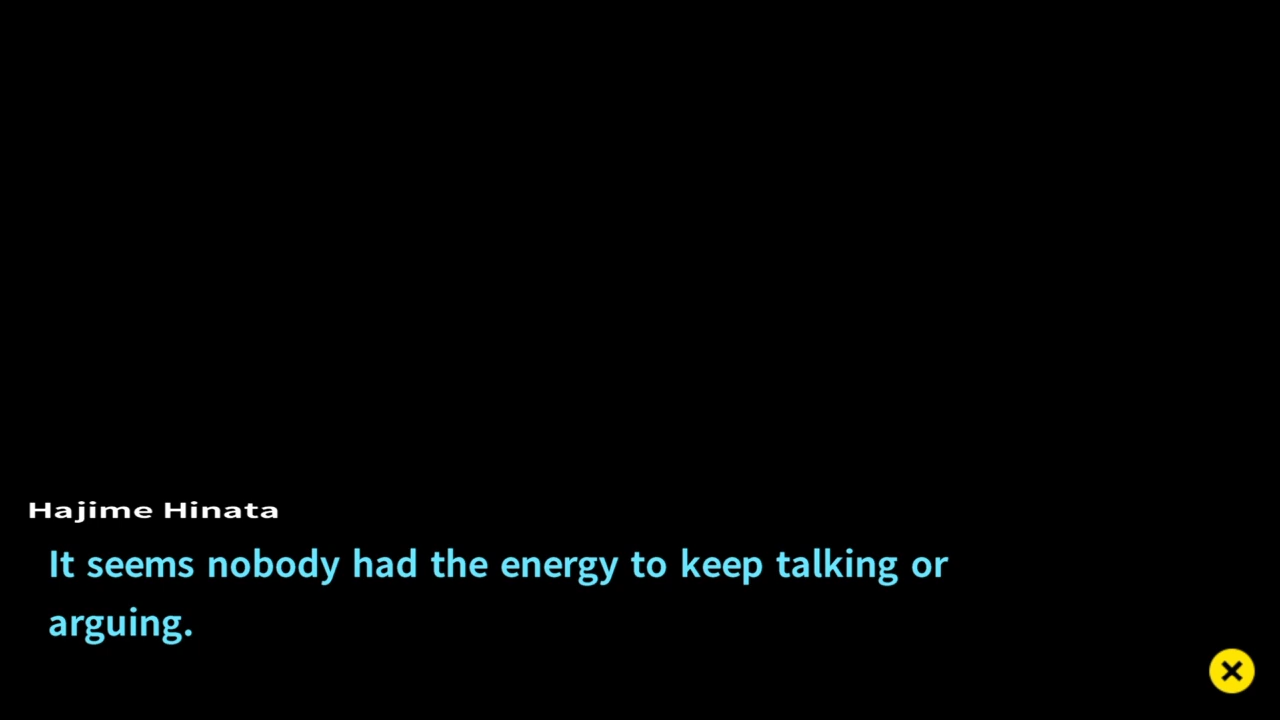 Hajime Hinata
It seems nobody had the energy to keep talking or
arguing.